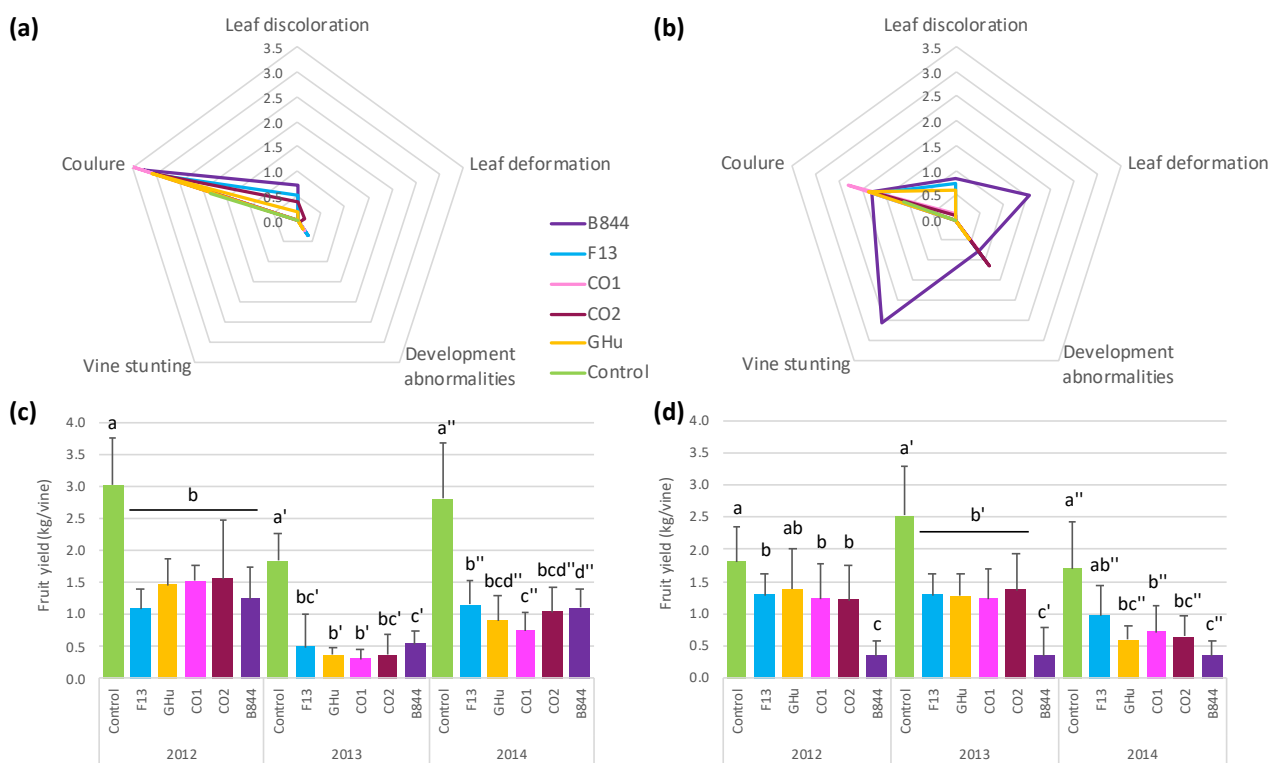 (a)
Leaf discoloration
3.5
3.0
2.5
2.0
1.5
1.0
0.5
0.0
Leaf deformation
Development
abnormalities
Vine stunting
Coulure
B844
F13
CO1
CO2
GHu
Control
(b)
Leaf discoloration
3.5
3.0
2.5
2.0
1.5
1.0
0.5
0.0
Leaf deformation
Development
abnormalities
Vine stunting
Coulure
(c)
Fruit yield (kg/vine)
4.0
3.5
3.0
2.5
2.0
1.5
1.0
0.5
0.0
a
b
a'
bc'
b'
b'
bc'
c'
a''
b''
bcd''
c''
bcd''
d''
Control
F13
GHu
CO1
CO2
B844
Control
F13
GHu
CO1
CO2
B844
Control
F13
GHu
CO1
CO2
B844
2012
2013
2014
(d)
Fruit yield (kg/vine)
4.0
3.5
3.0
2.5
2.0
1.5
1.0
0.5
0.0
a
b
ab
b
b
c
a'
b'
c'
a''
ab''
bc''
b''
bc''
c''
Control
F13
GHu
CO1
CO2
B844
Control
F13
GHu
CO1
CO2
B844
Control
F13
GHu
CO1
CO2
B844
2012
2013
2014